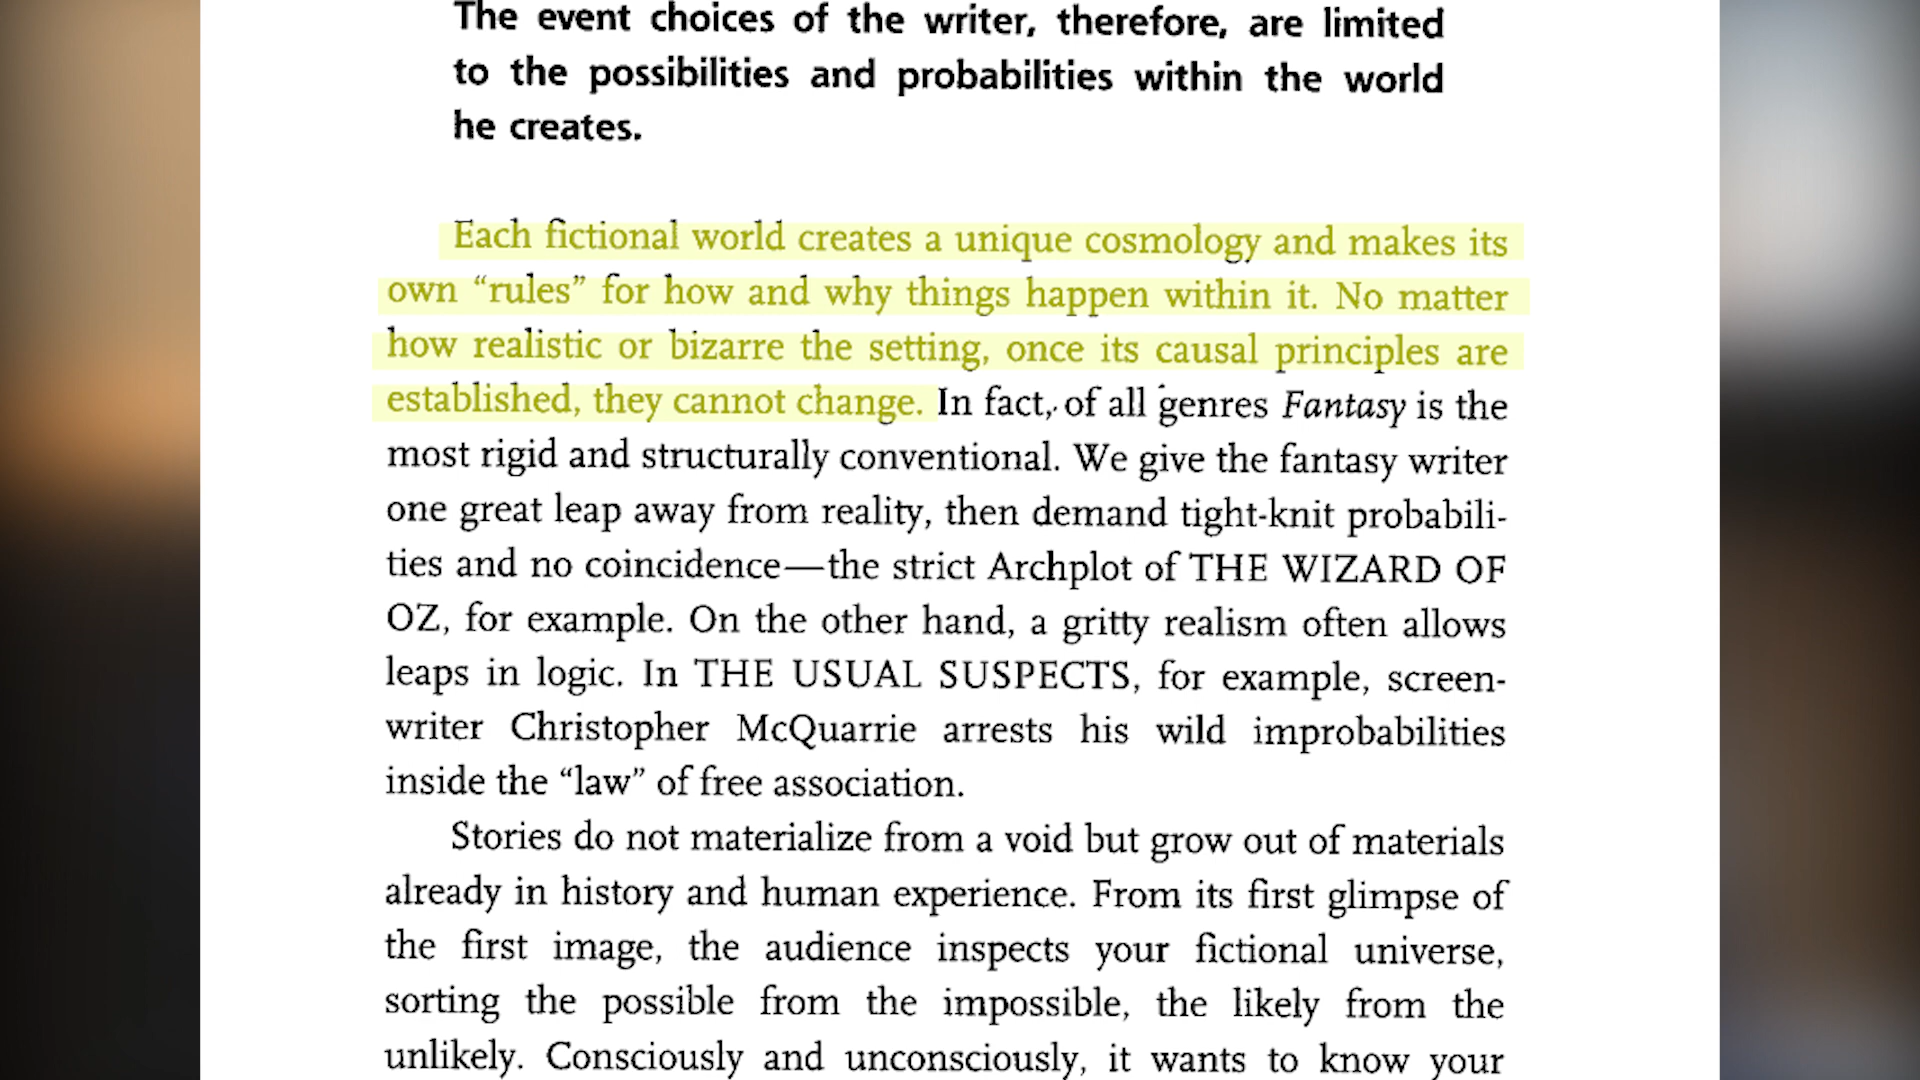 The event choices of the writer, therefore, are limited
to the possibilities and probabilities within the world
he creates.
Each fictional world creates a unique cosmology and makes its
own “rules” for how and why things happen within it. No matter
how realistic or bizarre the setting, once its causal principles are
established, they cannot change. In fact, of all genres Fantasy is the
most rigid and structurally conventional. We give the fantasy writer
one great leap away from reality, then demand tight-knit probabili-
ties and no coincidence—the strict Archplot of THE WIZARD OF
OZ, for example. On the other hand, a gritty realism often allows
leaps in logic. In THE USUAL SUSPECTS, for example, screen-
writer Christopher McQuarrie arrests his wild improbabilities
inside the “law” of free association.
Stories do not materialize from a void but grow out of materials
already in history and human experience. From its first glimpse of
the first image, the audience inspects your fictional universe,
sorting the possible from the impossible, the likely from the
unlikely. Consciously and unconsciously, it wants to know your